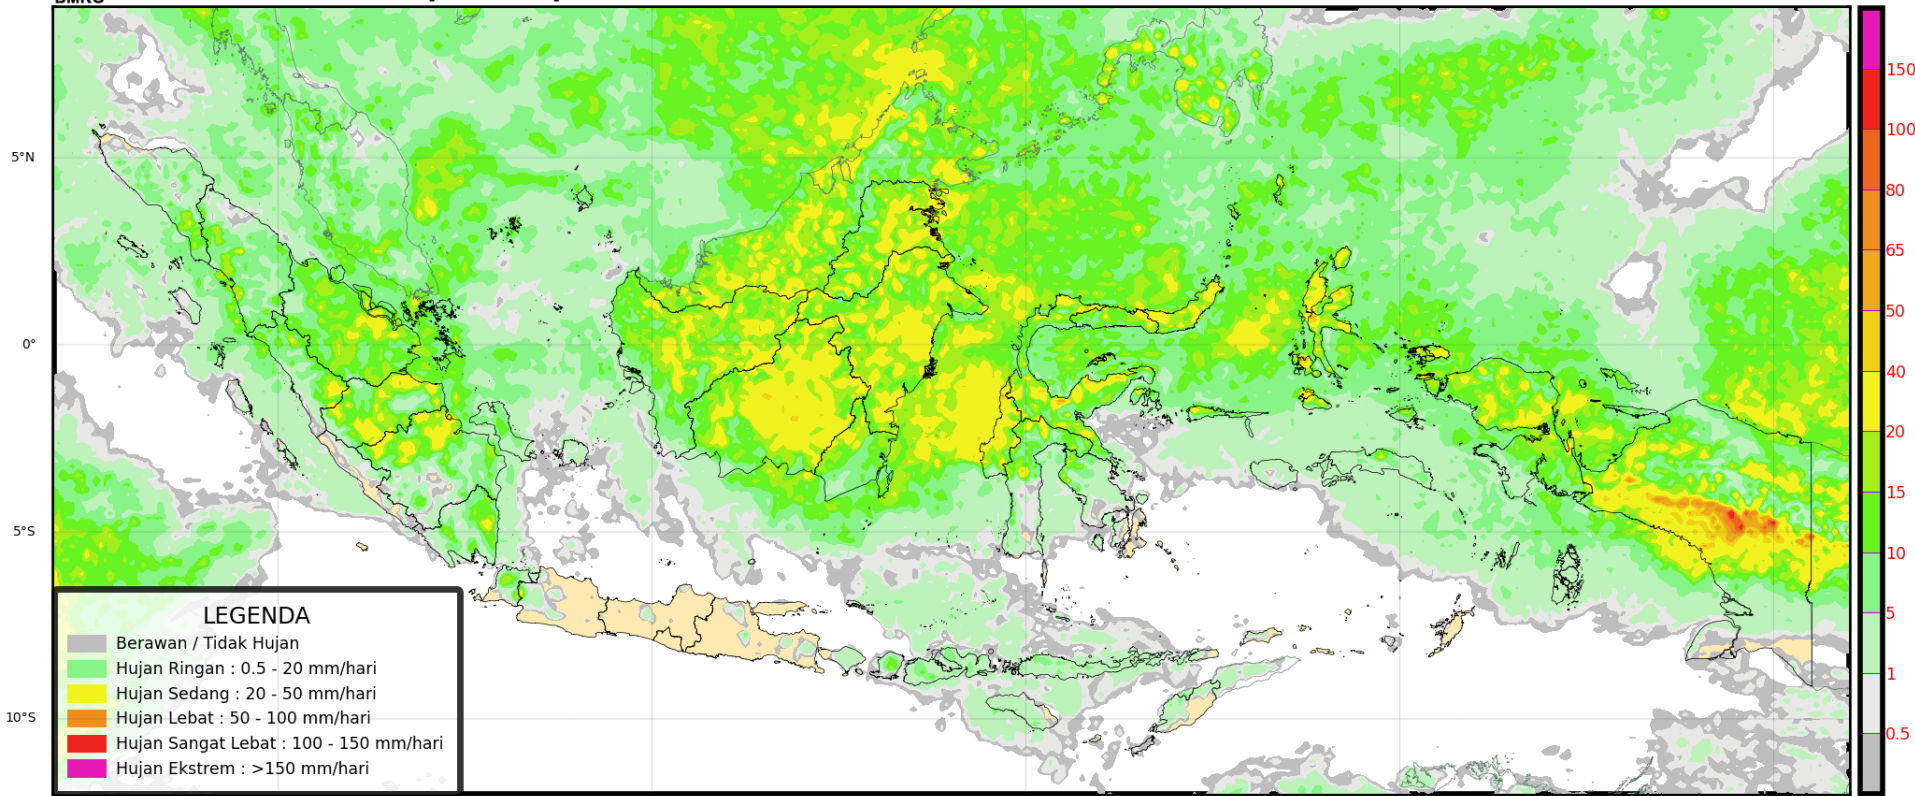 5°N
0°
5°S
10°S
LEGENDA
Berawan / Tidak Hujan
Hujan Ringan : 0.5 - 20 mm/hari
Hujan Sedang : 20 - 50 mm/hari
Hujan Lebat : 50 - 100 mm/hari
Hujan Sangat Lebat : 100 - 150 mm/hari
Hujan Ekstrem : >150 mm/hari
150
100
80
65
50
40
20
15
10
5
1
0.5